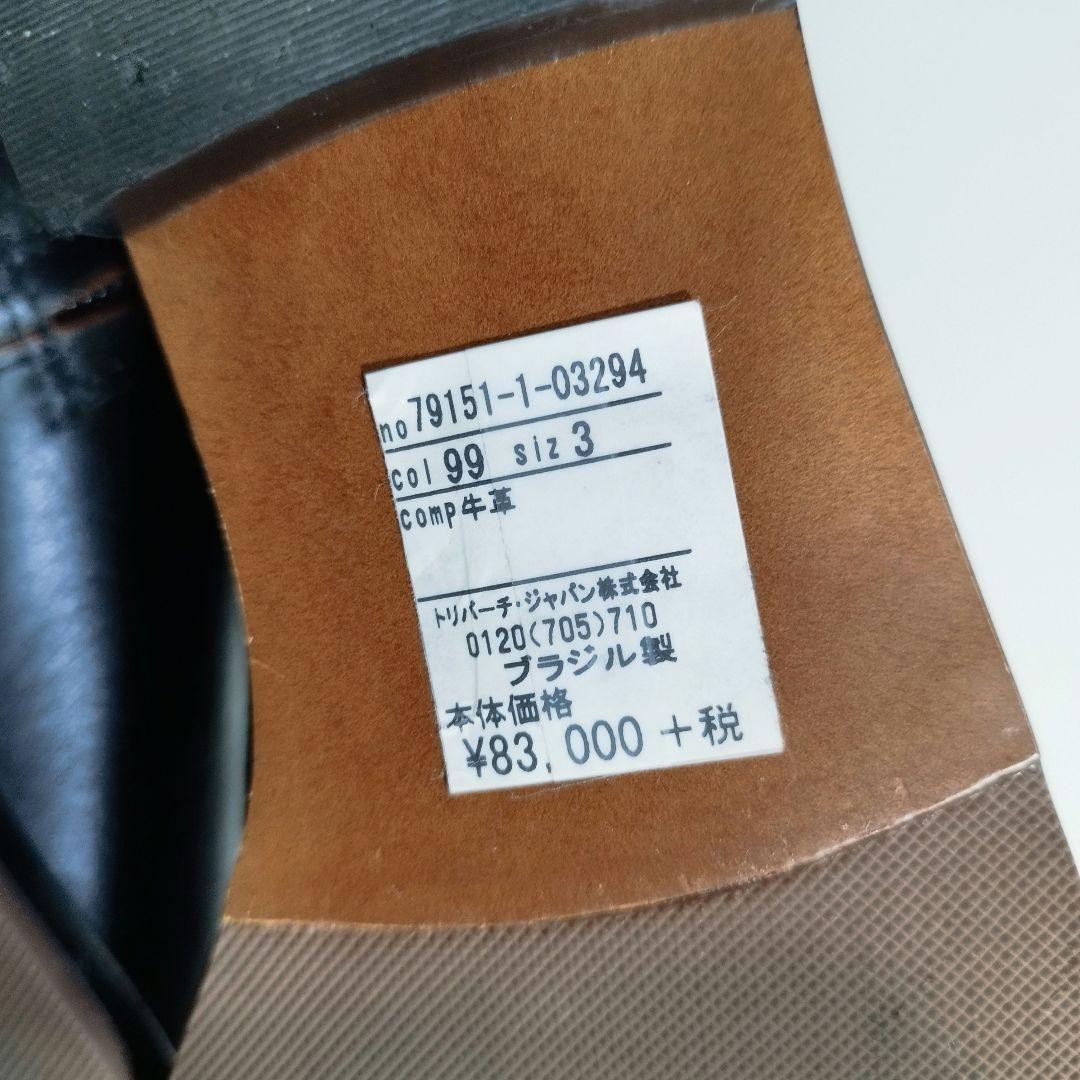 no79151-1-03294
col 99 siz 3
comp牛革
トリバーチ・ジャパン株式会社
0120(705)710
ブラジル製
本体価格
¥83,000+税